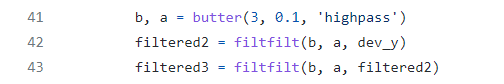 41 b, a = butter(3, 0.1, 'highpass')
42 filtered2 = filtfilt(b, a, dev_y)
43 filtered3 = filtfilt(b, a, filtered2)